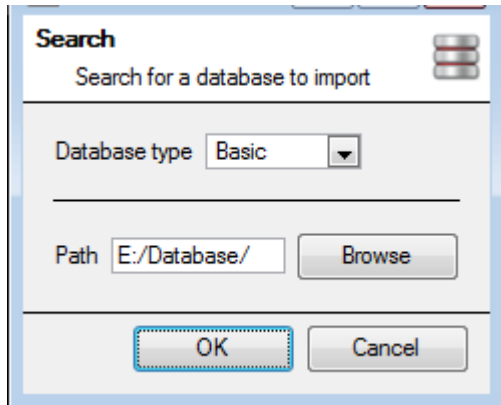 Search
Search for a database to import
Database type Basic
Path E:/Database/ Browse
OK Cancel